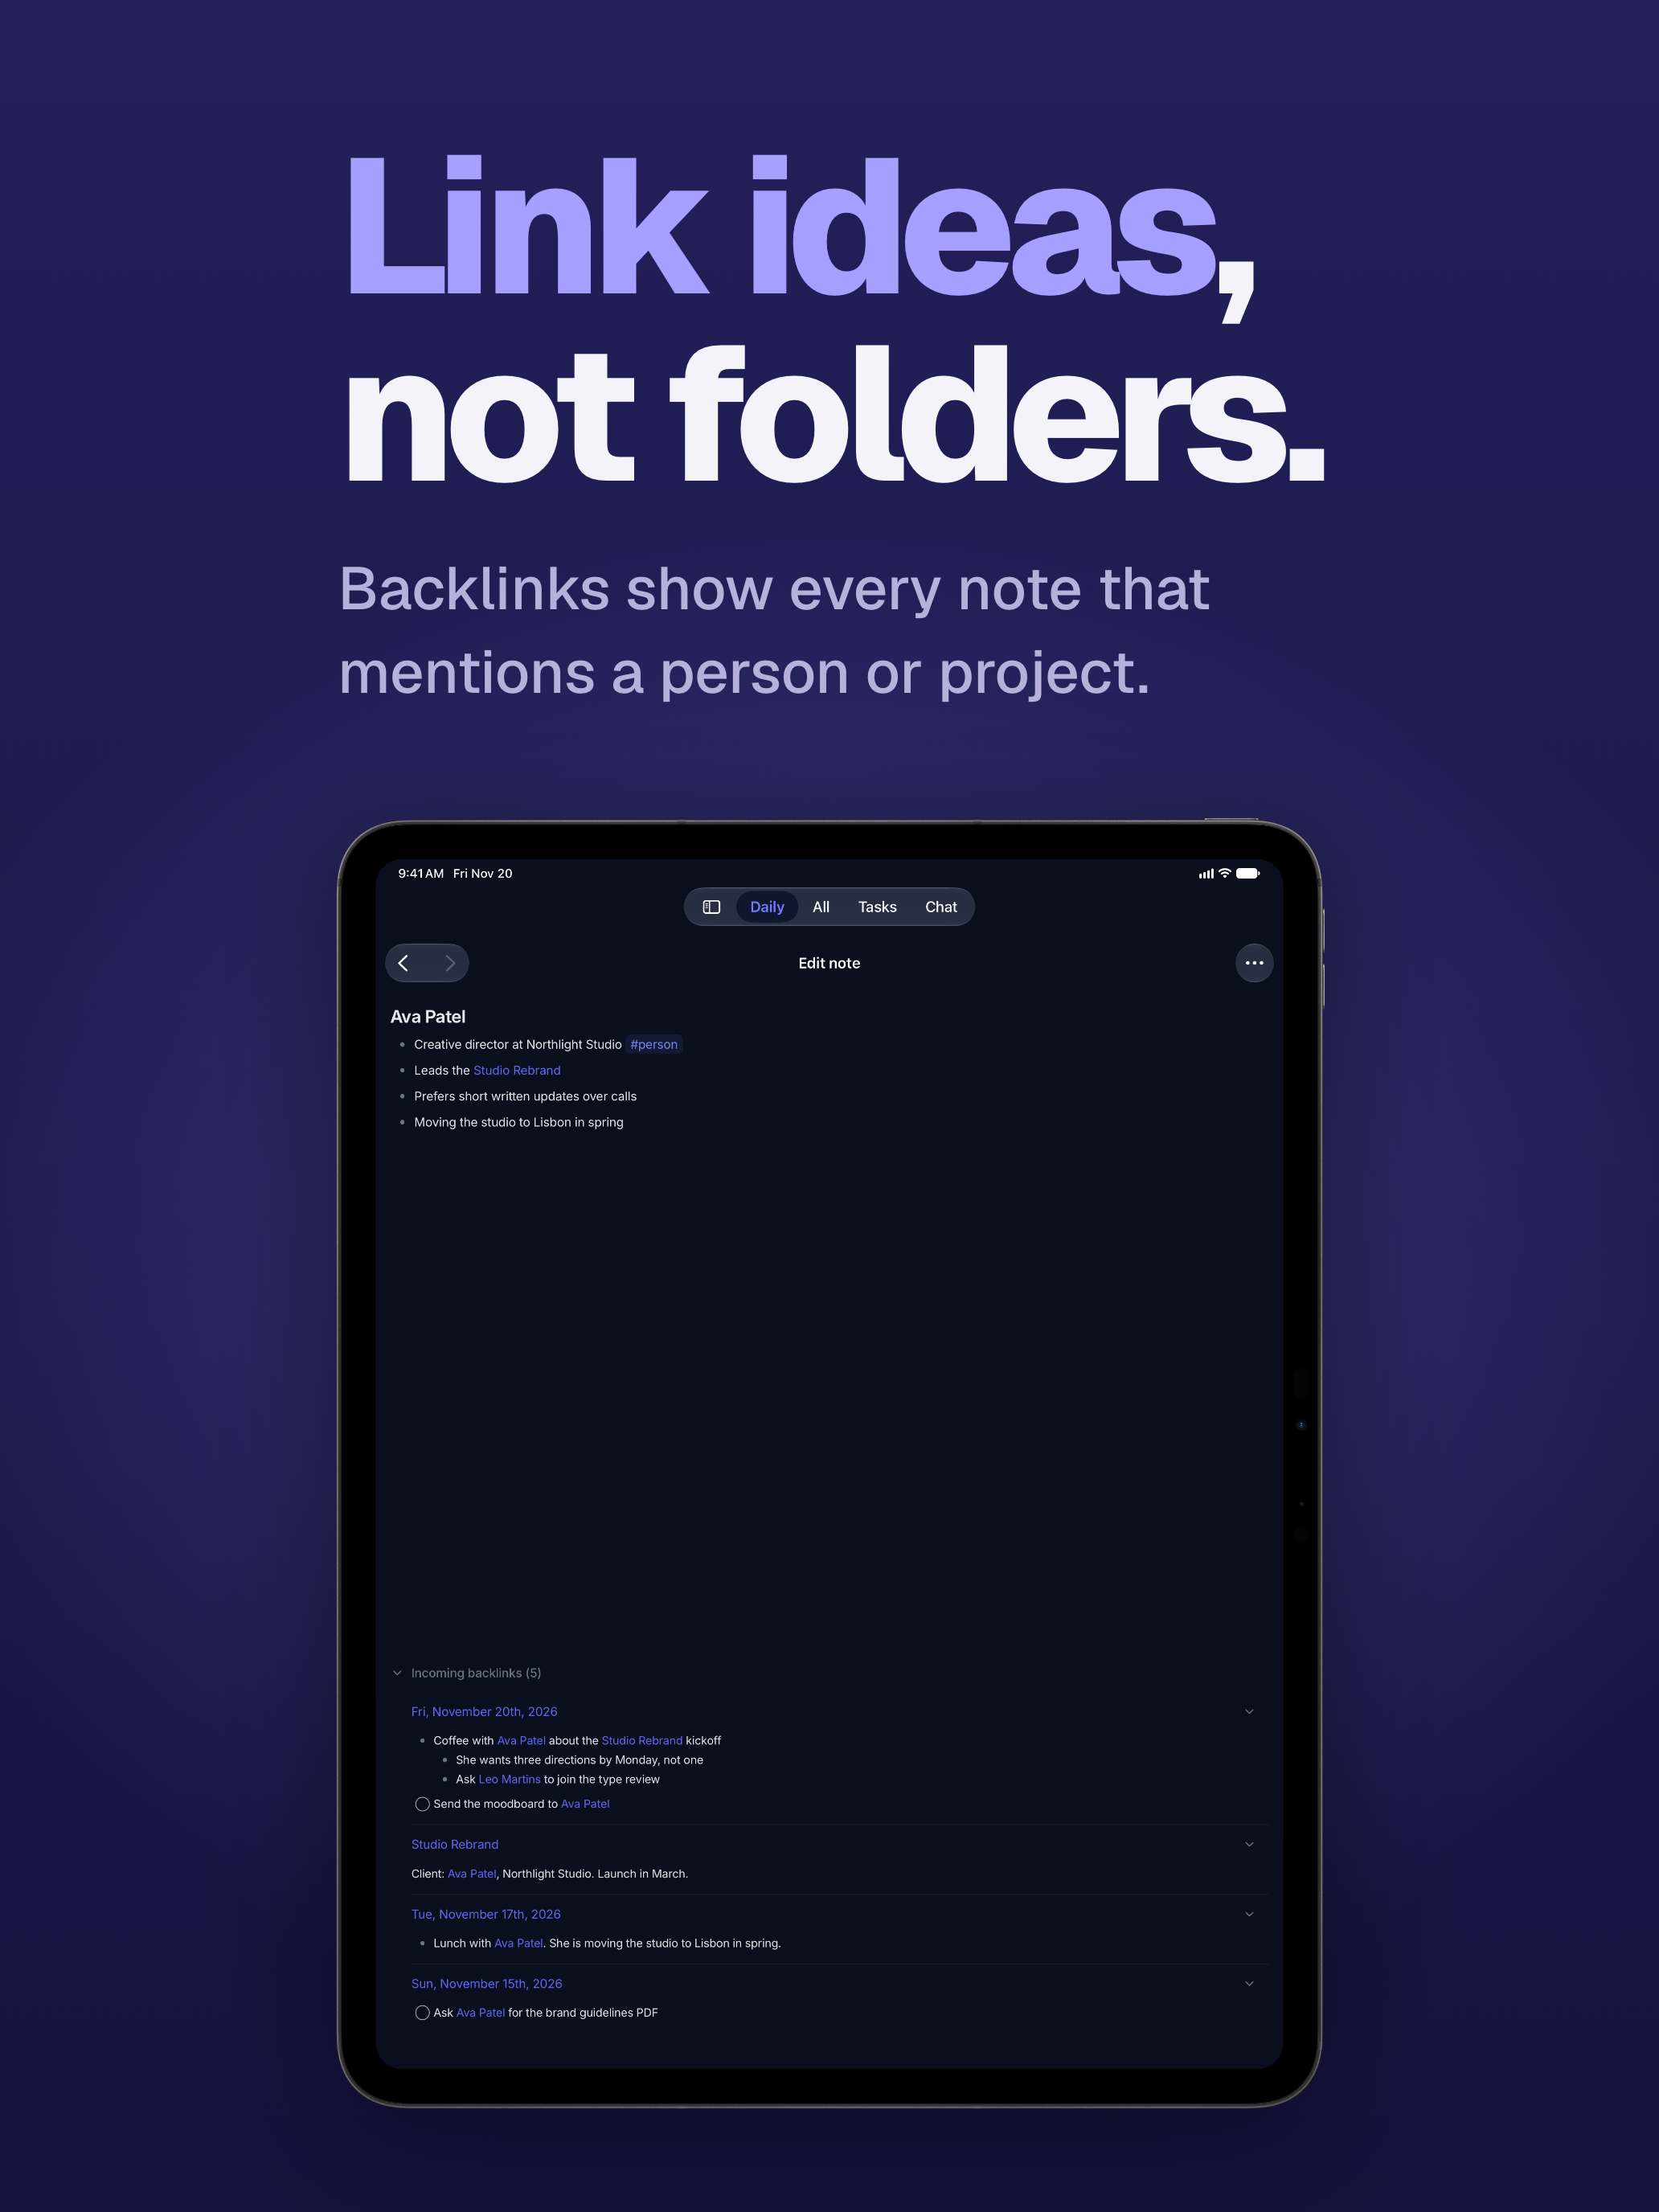 Link ideas,
not folders.
Backlinks show every note that
mentions a person or project.
9:41 AM Fri Nov 20
Daily All Tasks Chat
Edit note
Ava Patel
Creative director at Northlight Studio #person
Leads the Studio Rebrand
Prefers short written updates over calls
Moving the studio to Lisbon in spring
Incoming backlinks (5)
Fri, November 20th, 2026
Coffee with Ava Patel about the Studio Rebrand kickoff
She wants three directions by Monday, not one
Ask Leo Martins to join the type review
Send the moodboard to Ava Patel
Studio Rebrand
Client: Ava Patel, Northlight Studio. Launch in March.
Tue, November 17th, 2026
Lunch with Ava Patel. She is moving the studio to Lisbon in spring.
Sun, November 15th, 2026
Ask Ava Patel for the brand guidelines PDF